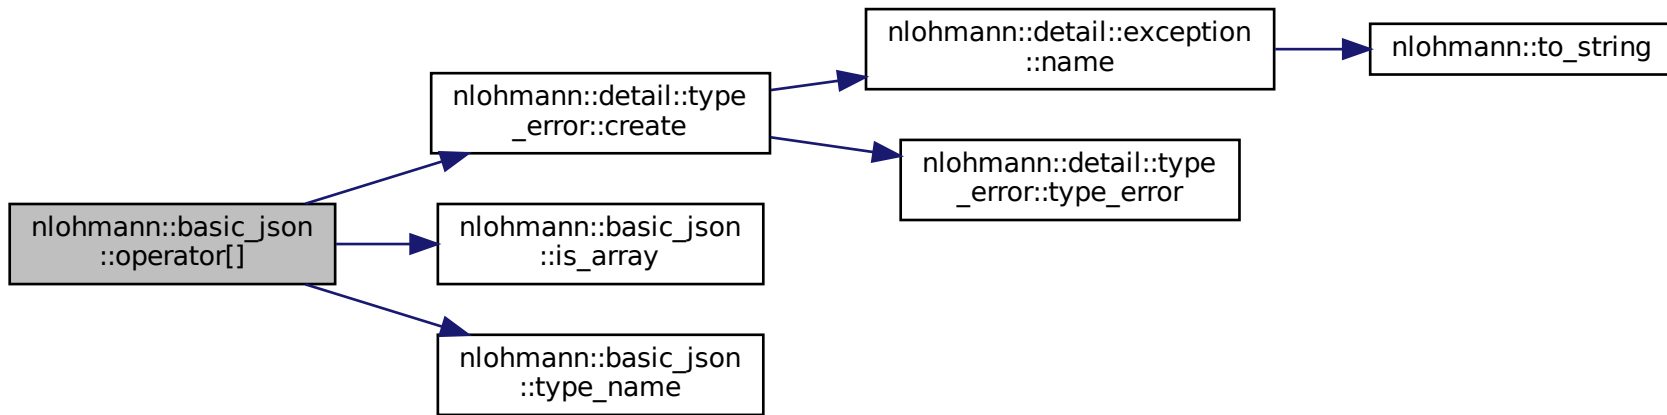 nlohmann::basic_json
::operator[]
nlohmann::detail::type
_error::create
nlohmann::basic_json
::is_array
nlohmann::basic_json
::type_name
nlohmann::detail::exception
::name
nlohmann::detail::type
_error::type_error
nlohmann::to_string